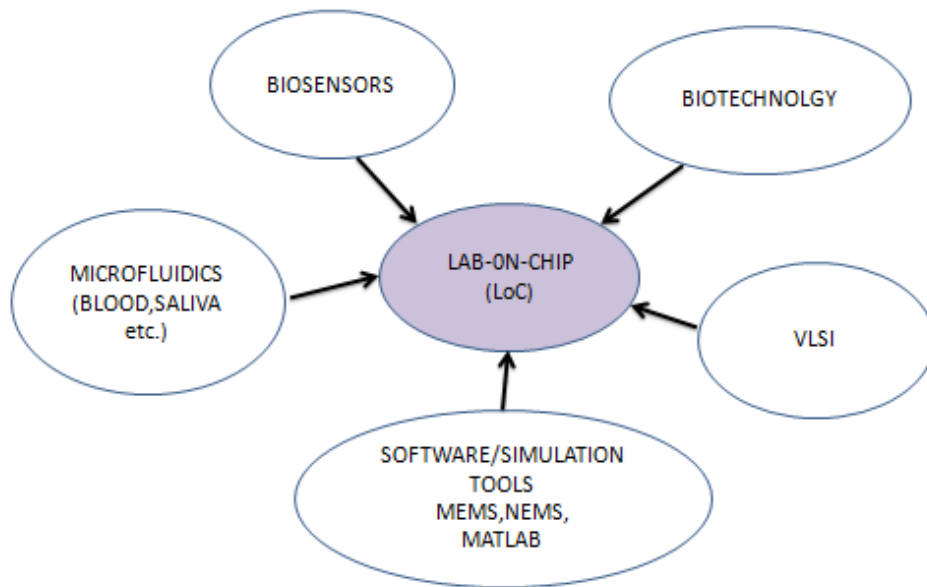 BIOSENSORS
BIOTECHNOLGY
MICROFLUIDICS
(BLOOD,SALIVA
etc.)
LAB-0N-CHIP
(LoC)
VLSI
SOFTWARE/SIMULATION
TOOLS
MEMS,NEMS,
MATLAB